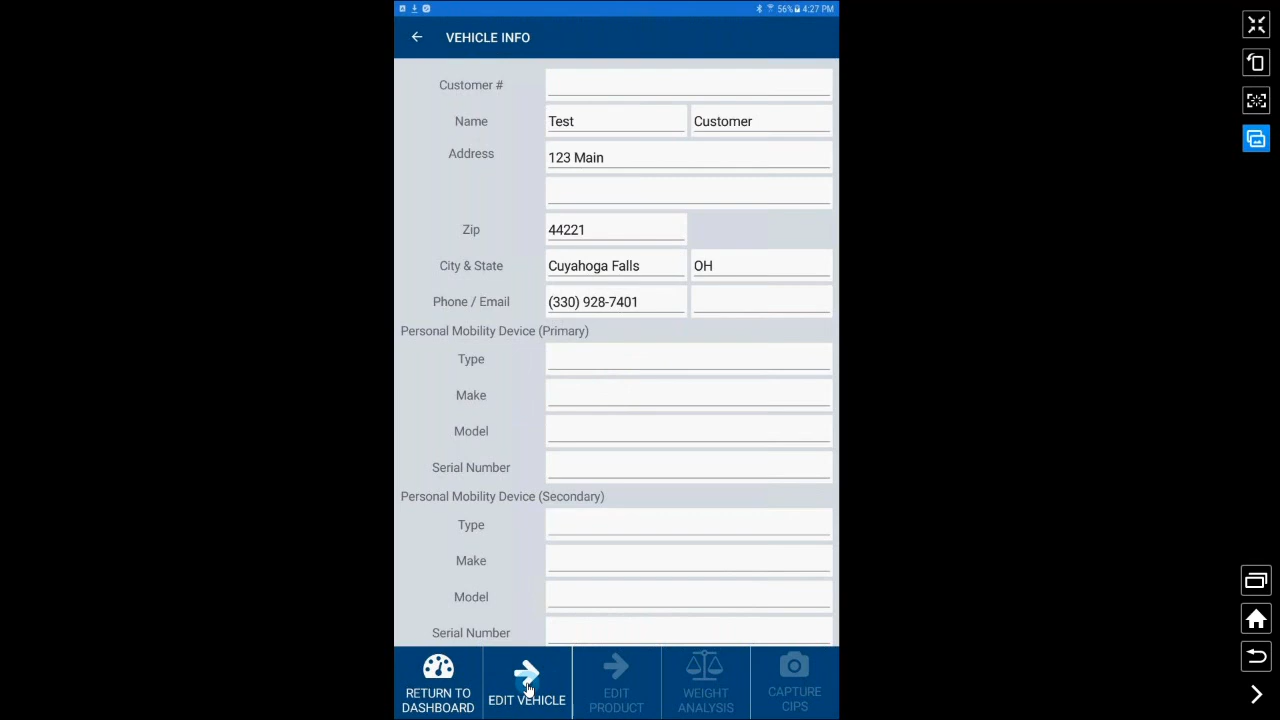 56% 4:27 PM
VEHICLE INFO
Customer #
Name Test Customer
Address 123 Main
Zip 44221
City & State Cuyahoga Falls OH
Phone / Email (330) 928-7401
Personal Mobility Device (Primary)
Type
Make
Model
Serial Number
Personal Mobility Device (Secondary)
Type
Make
Model
Serial Number
RETURN TO DASHBOARD
EDIT VEHICLE
EDIT PRODUCT
WEIGHT ANALYSIS
CAPTURE CIPS